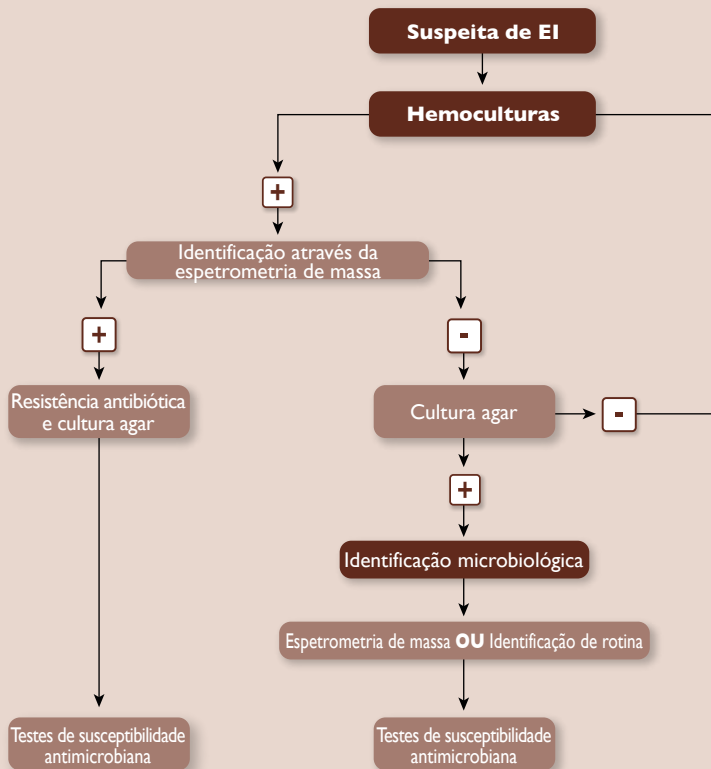 Suspeita de EI
Hemoculturas
+
Identificação através da
espetrometria de massa
+
-
Resistência antibiótica
e cultura agar
Cultura agar
-
+
Identificação microbiológica
Espetrometria de massa OU Identificação de rotina
Testes de susceptibilidade
antimicrobiana
Testes de susceptibilidade
antimicrobiana